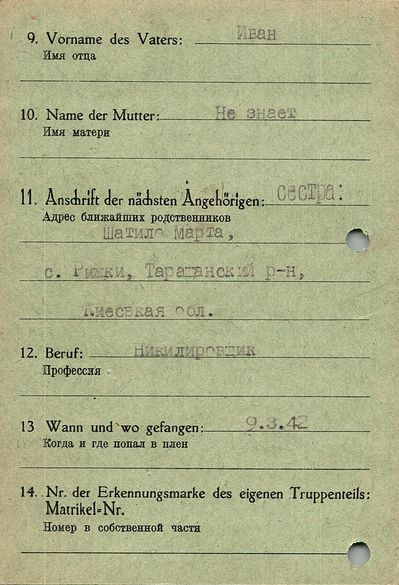 9. Vorname des Vaters: Иван
Имя отца
10. Name der Mutter: Не знает
Имя матери
11. Anschrift der nächsten Angehörigen: сестра:
Адрес ближайших родственников
Шатило Марта,
с. Рижки, Таращанский р-н,
Киесвкая обл.
12. Beruf: Никилировщик
Профессия
13 Wann und wo gefangen: 9.3.42
Когда и где попал в плен
14. Nr. der Erkennungsmarke des eigenen Truppenteils:
Matrikel=Nr.
Номер в собственной части